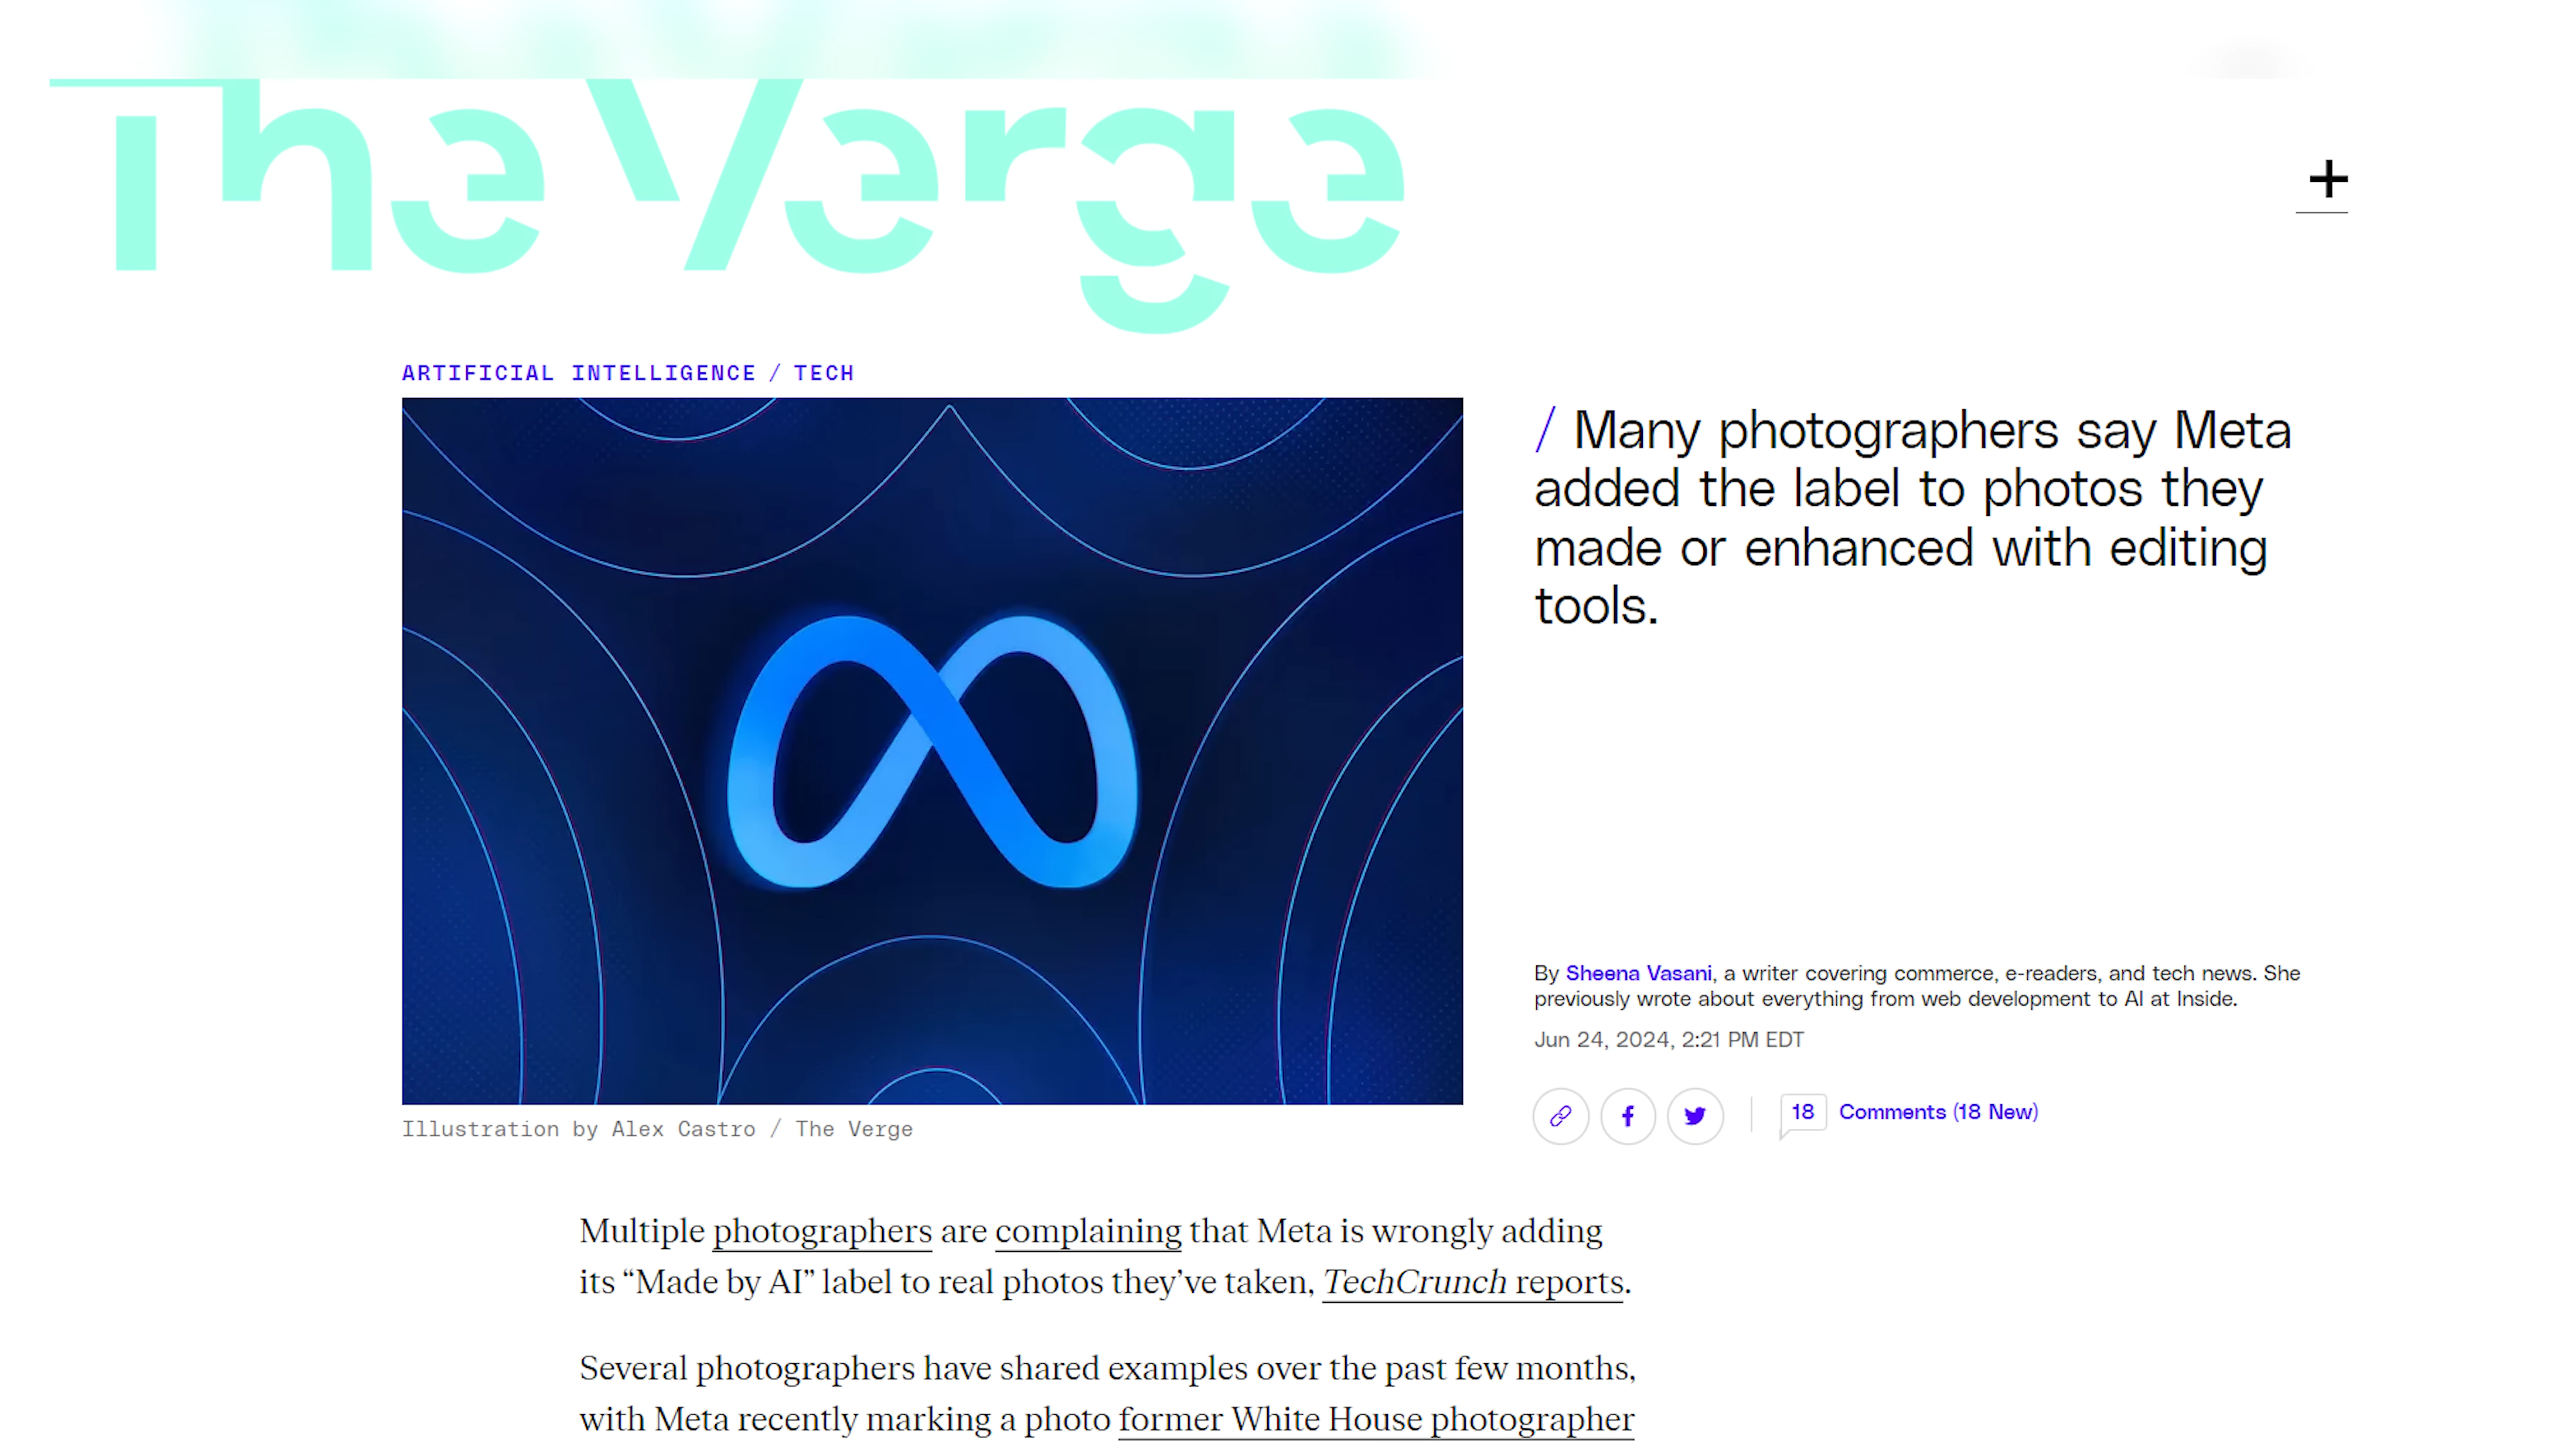 The Verge
+
ARTIFICIAL INTELLIGENCE / TECH
/ Many photographers say Meta
added the label to photos they
made or enhanced with editing
tools.
By Sheena Vasani, a writer covering commerce, e-readers, and tech news. She
previously wrote about everything from web development to AI at Inside.
Jun 24, 2024, 2:21 PM EDT
18 Comments (18 New)
Illustration by Alex Castro / The Verge
Multiple photographers are complaining that Meta is wrongly adding
its “Made by AI” label to real photos they’ve taken, TechCrunch reports.
Several photographers have shared examples over the past few months,
with Meta recently marking a photo former White House photographer